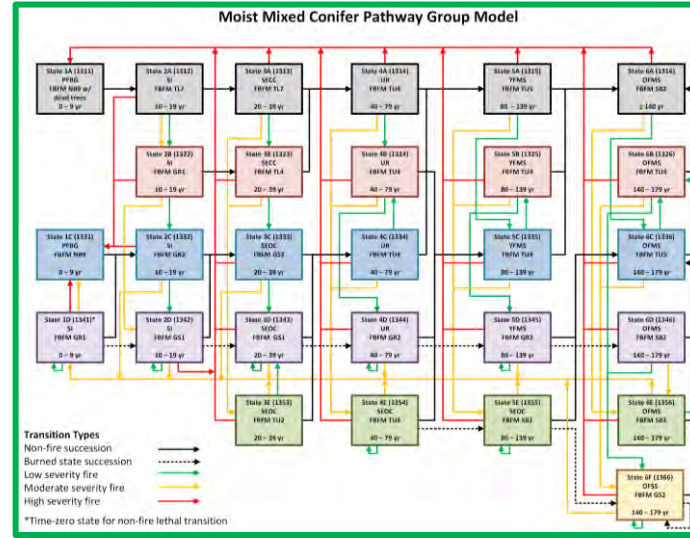 Moist Mixed Conifer Pathway Group Model
State 1A (1311)
PFBG
FBFM NB9 w/
dead trees
0 – 9 yr
State 2A (1312)
SI
FBFM TL7
10 – 19 yr
State 3A (1313)
SECC
FBFM TL7
20 – 39 yr
State 4A (1314)
UR
FBFM TU5
40 – 79 yr
State 5A (1315)
YFMS
FBFM TU5
80 – 139 yr
State 6A (1316)
OFMS
FBFM SB2
≥ 140 yr
State 2B (1322)
SI
FBFM GR1
10 – 19 yr
State 3B (1323)
SECC
FBFM TL4
20 – 39 yr
State 4B (1324)
UR
FBFM TU4
40 – 79 yr
State 5B (1325)
YFMS
FBFM TU4
80 – 139 yr
State 6B (1326)
OFMS
FBFM TU4
140 – 179 yr
State 1C (1331)
PFBG
FBFM NB9
0 – 9 yr
State 2C (1332)
SI
FBFM GR2
10 – 19 yr
State 3C (1333)
SEOC
FBFM GS2
20 – 39 yr
State 4C (1334)
UR
FBFM TU4
40 – 79 yr
State 5C (1335)
YFMS
FBFM TU4
80 – 139 yr
State 6C (1336)
OFMS
FBFM TU5
140 – 179 yr
State 1D (1341)*
SI
FBFM GR1
0 – 9 yr
State 2D (1342)
SI
FBFM GS1
10 – 19 yr
State 3D (1343)
SEOC
FBFM GS1
20 – 39 yr
State 4D (1344)
UR
FBFM GR2
40 – 79 yr
State 5D (1345)
YFMS
FBFM GR2
80 – 139 yr
State 6D (1346)
OFMS
FBFM SB2
140 – 179 yr
State 3E (1353)
SEOC
FBFM TU2
20 – 39 yr
State 4E (1354)
SEOC
40 – 79 yr
State 5E (1355)
SEOC
FBFM SB2
80 – 139 yr
State 6E (1356)
OFMS
140 – 179 yr
State 6F (1366)
OFSS
FBFM GS2
140 – 179 yr
Transition Types
Non-fire succession
Burned state succession
Low severity fire
Moderate severity fire
High severity fire
*Time-zero state for non-fire lethal transition